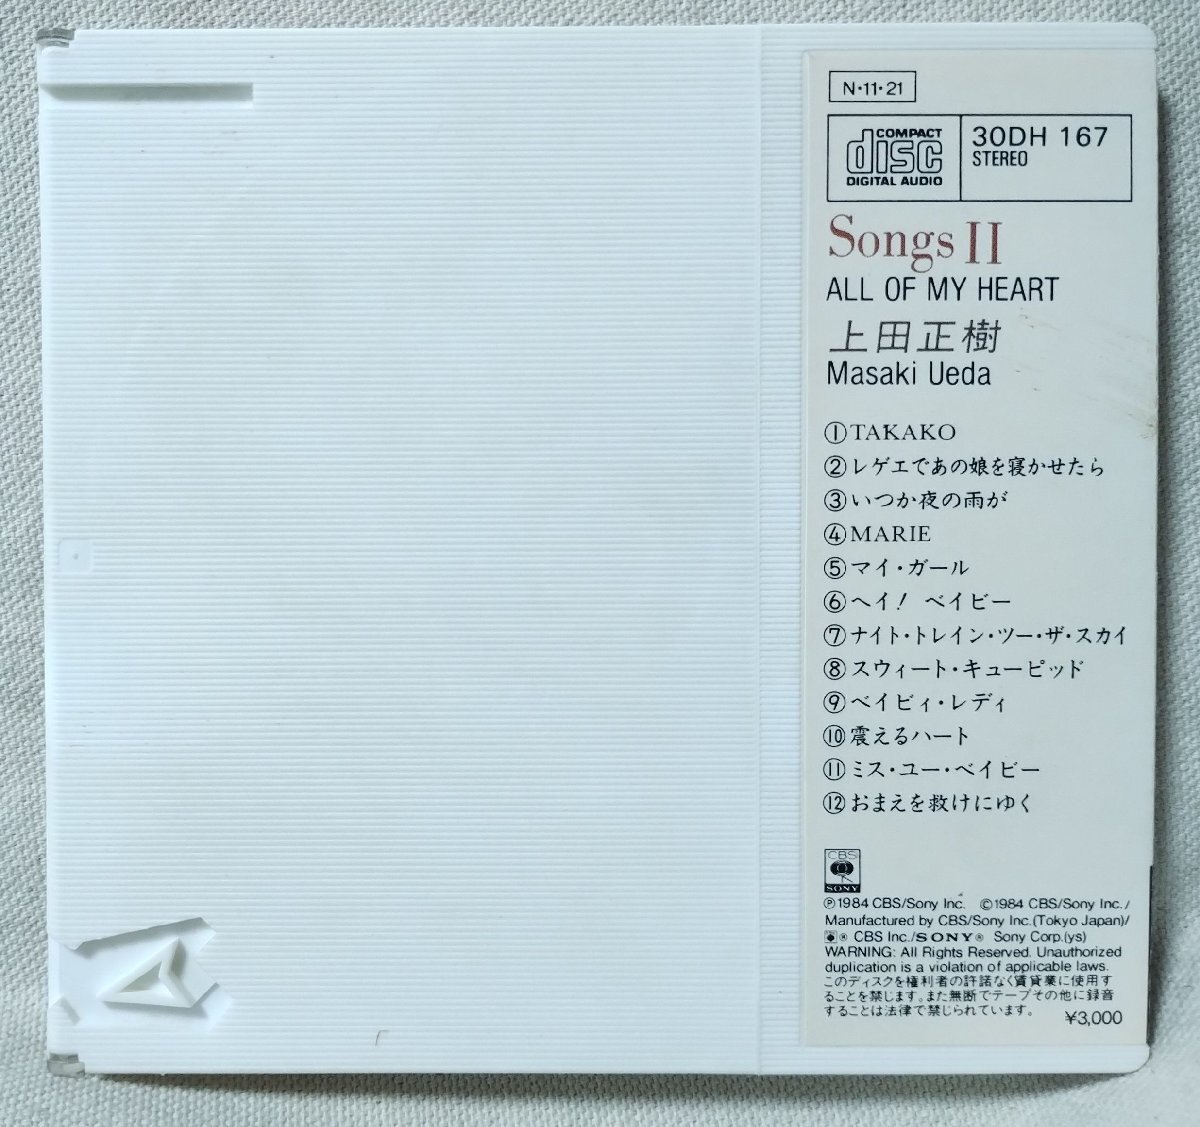 N・11・21
COMPACT
disc
DIGITAL AUDIO
30DH 167
STEREO
Songs II
ALL OF MY HEART
上田正樹
Masaki Ueda
①TAKAKO
②レゲエであの娘を寝かせたら
③いつか夜の雨が
④MARIE
⑤マイ・ガール
⑥ヘイ! ベイビー
⑦ナイト・トレイン・ツー・ザ・スカイ
⑧スウィート・キューピッド
⑨ベイビィ・レディ
⑩震えるハート
⑪ミス・ユー・ベイビー
⑫おまえを救けにゆく
CBS
SONY
℗1984 CBS/Sony Inc. ©1984 CBS/Sony Inc./
Manufactured by CBS/Sony Inc.(Tokyo Japan)/
® CBS Inc./SONY® Sony Corp.(ys)
WARNING: All Rights Reserved. Unauthorized
duplication is a violation of applicable laws.
このディスクを権利者の許諾なく賃貸業に使用す
ることを禁じます。また無断でテープその他に録音
することは法律で禁じられています。
¥3,000